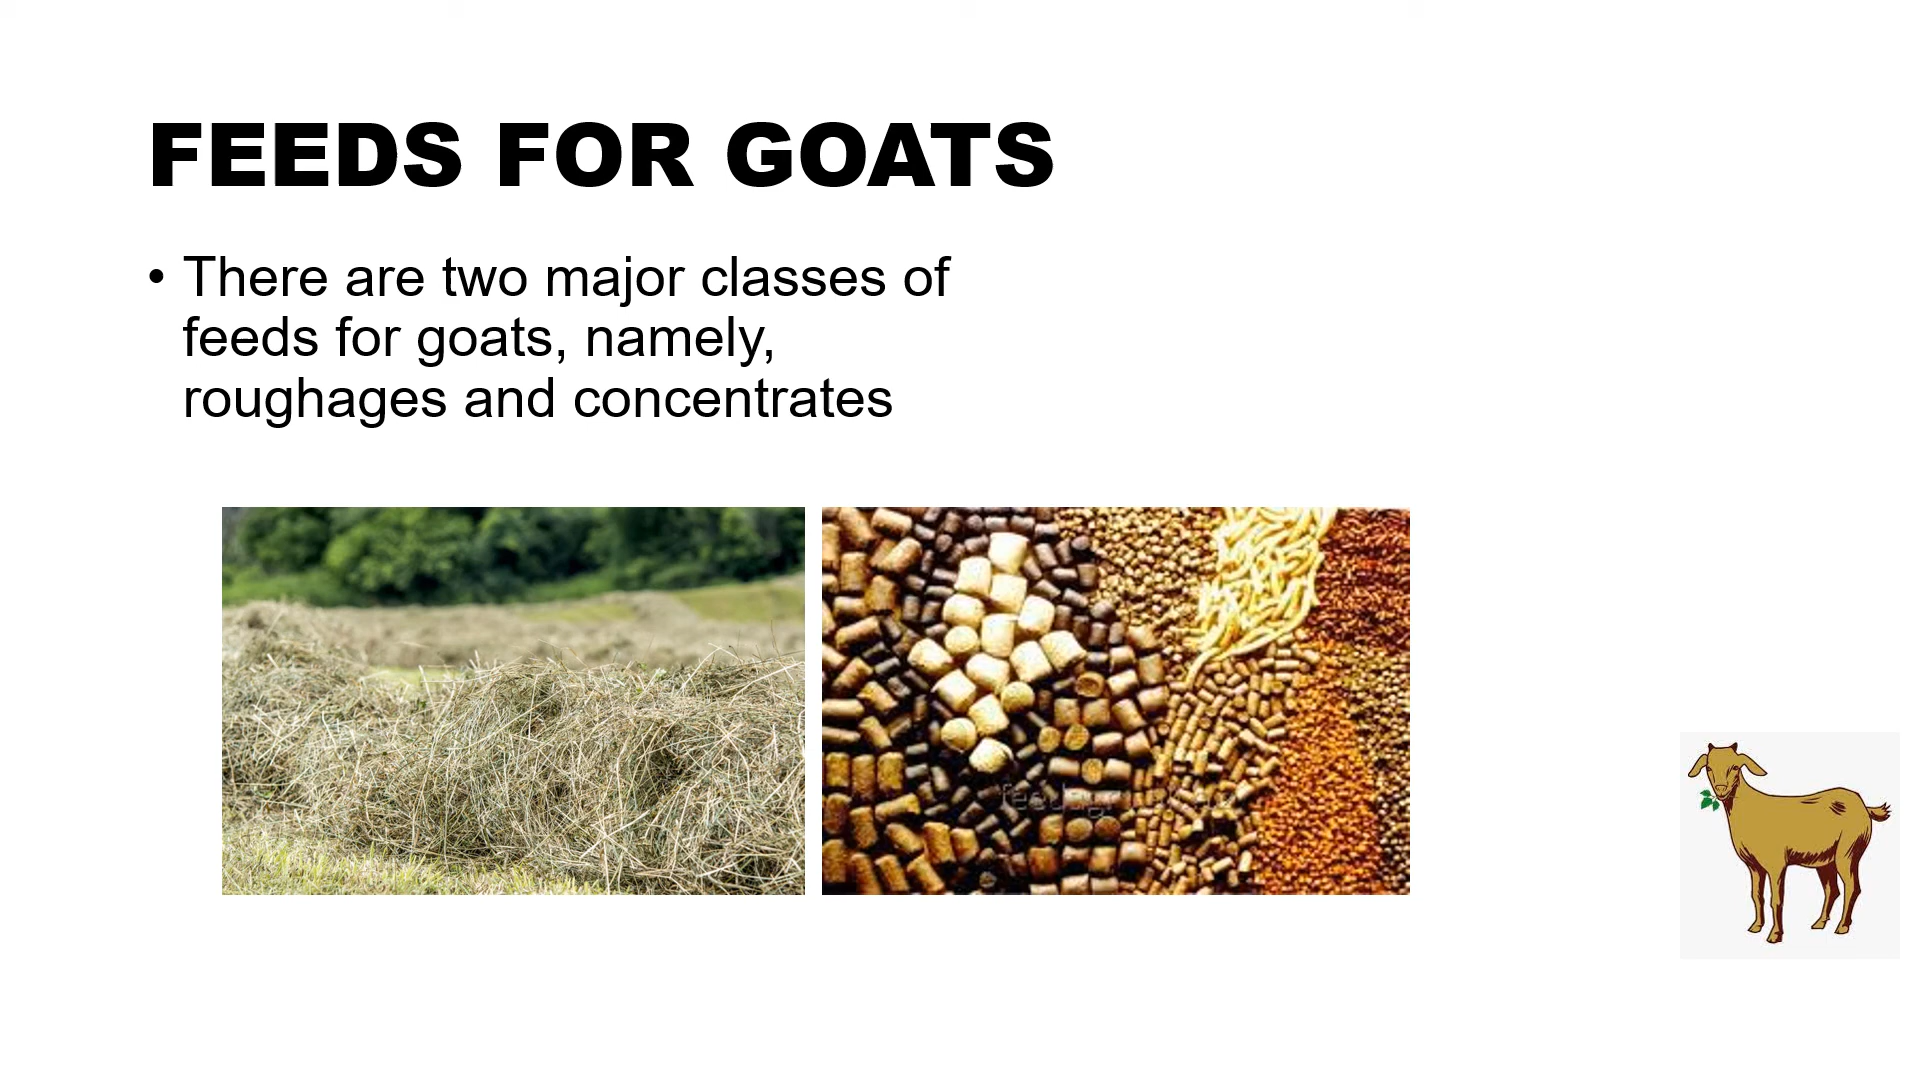 FEEDS FOR GOATS
• There are two major classes of
feeds for goats, namely,
roughages and concentrates